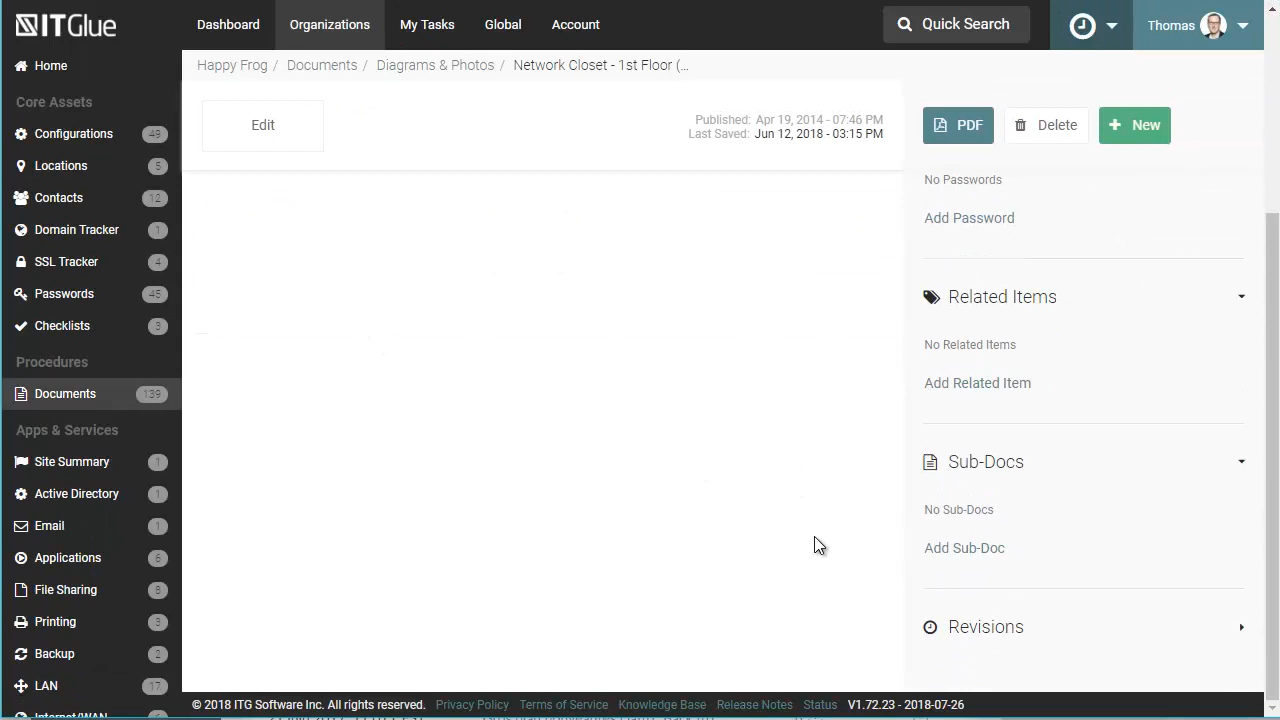 ITGlue
Dashboard
Organizations
My Tasks
Global
Account
Quick Search
Thomas
Home
Core Assets
Configurations 49
Locations 5
Contacts 12
Domain Tracker 1
SSL Tracker 4
Passwords 45
Checklists 3
Procedures
Documents 139
Apps & Services
Site Summary 1
Active Directory 1
Email 1
Applications 6
File Sharing 8
Printing 3
Backup 2
LAN 17
Internet/WAN
Happy Frog / Documents / Diagrams & Photos / Network Closet - 1st Floor (...
Edit
Published: Apr 19, 2014 - 07:46 PM
Last Saved: Jun 12, 2018 - 03:15 PM
PDF
Delete
New
No Passwords
Add Password
Related Items
No Related Items
Add Related Item
Sub-Docs
No Sub-Docs
Add Sub-Doc
Revisions
© 2018 ITG Software Inc. All rights reserved. Privacy Policy Terms of Service Knowledge Base Release Notes Status V1.72.23 - 2018-07-26